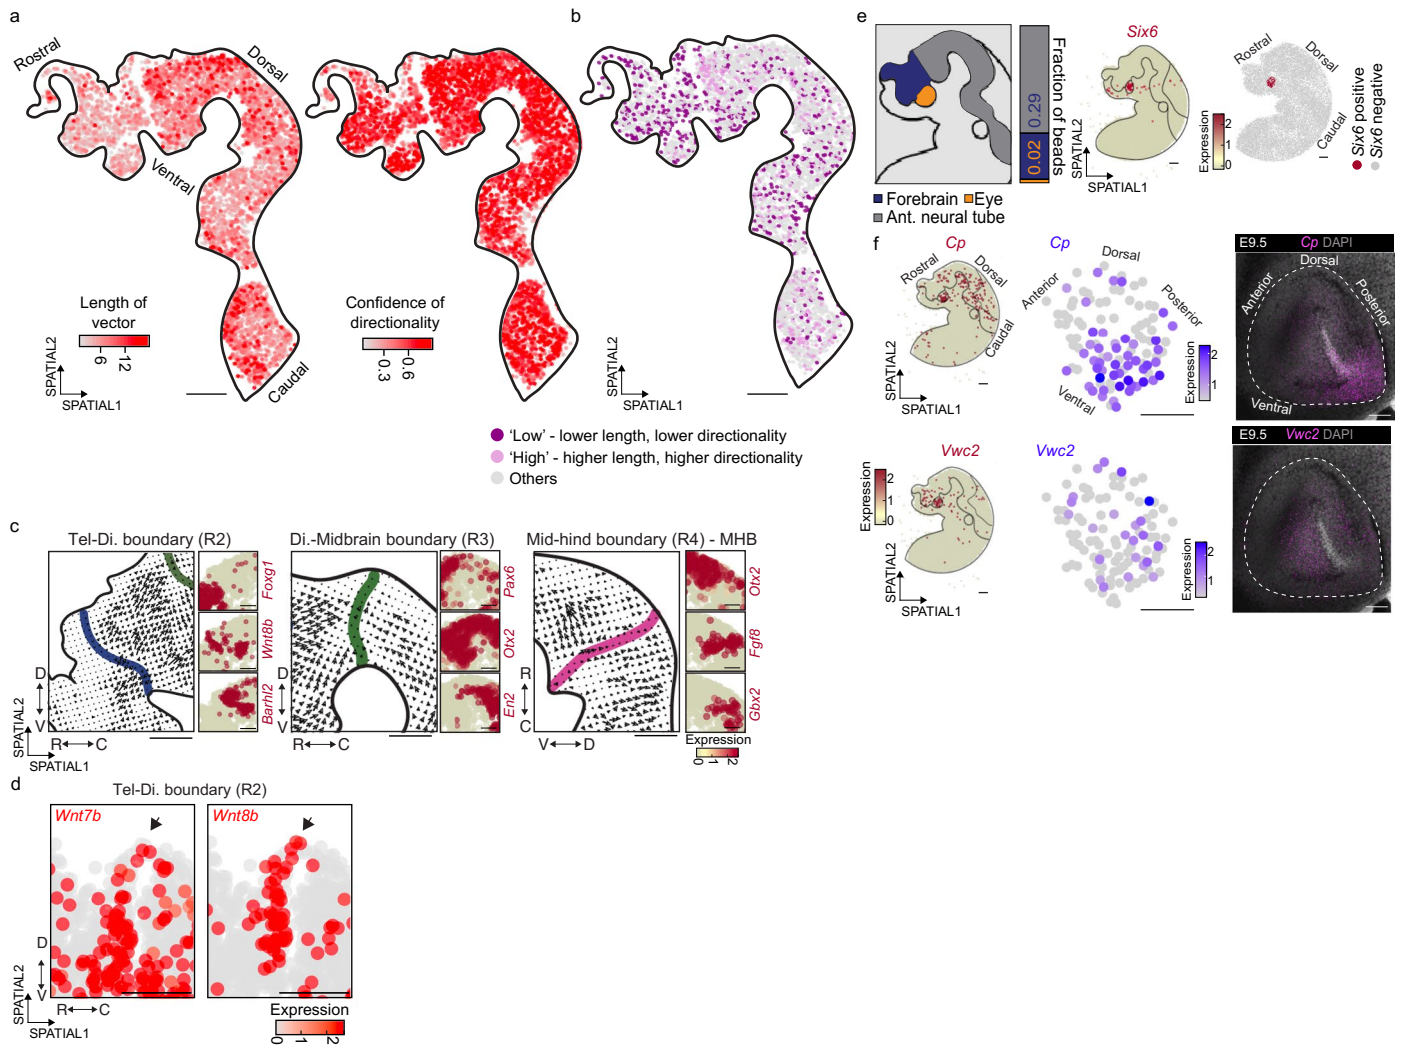 a
Rostral
Dorsal
Ventral
Caudal
Length of
vector
6
12
Confidence of
directionality
0.3
0.6
SPATIAL2
SPATIAL1
b
SPATIAL2
SPATIAL1
'Low' - lower length, lower directionality
'High' - higher length, higher directionality
Others
c
Tel-Di. boundary (R2)
Foxg1
Wnt8b
Barhl2
D
V
R
C
SPATIAL2
SPATIAL1
Di.-Midbrain boundary (R3)
Pax6
Otx2
En2
D
V
R
C
Mid-hind boundary (R4) - MHB
Otx2
Fgf8
Gbx2
R
C
V
D
Expression
0
1
2
d
Tel-Di. boundary (R2)
Wnt7b
Wnt8b
D
V
R
C
SPATIAL2
SPATIAL1
Expression
0
1
2
e
Forebrain
Eye
Ant. neural tube
0.29
0.02
Fraction of beads
Six6
SPATIAL2
SPATIAL1
Expression
2
1
0
Rostral
Dorsal
Caudal
Six6 positive
Six6 negative
f
Cp
Rostral
Dorsal
Caudal
SPATIAL2
SPATIAL1
Cp
Dorsal
Anterior
Posterior
Ventral
Expression
2
1
E9.5 Cp DAPI
Dorsal
Anterior
Posterior
Ventral
Vwc2
Expression
2
1
0
SPATIAL2
SPATIAL1
Vwc2
Expression
2
1
E9.5 Vwc2 DAPI